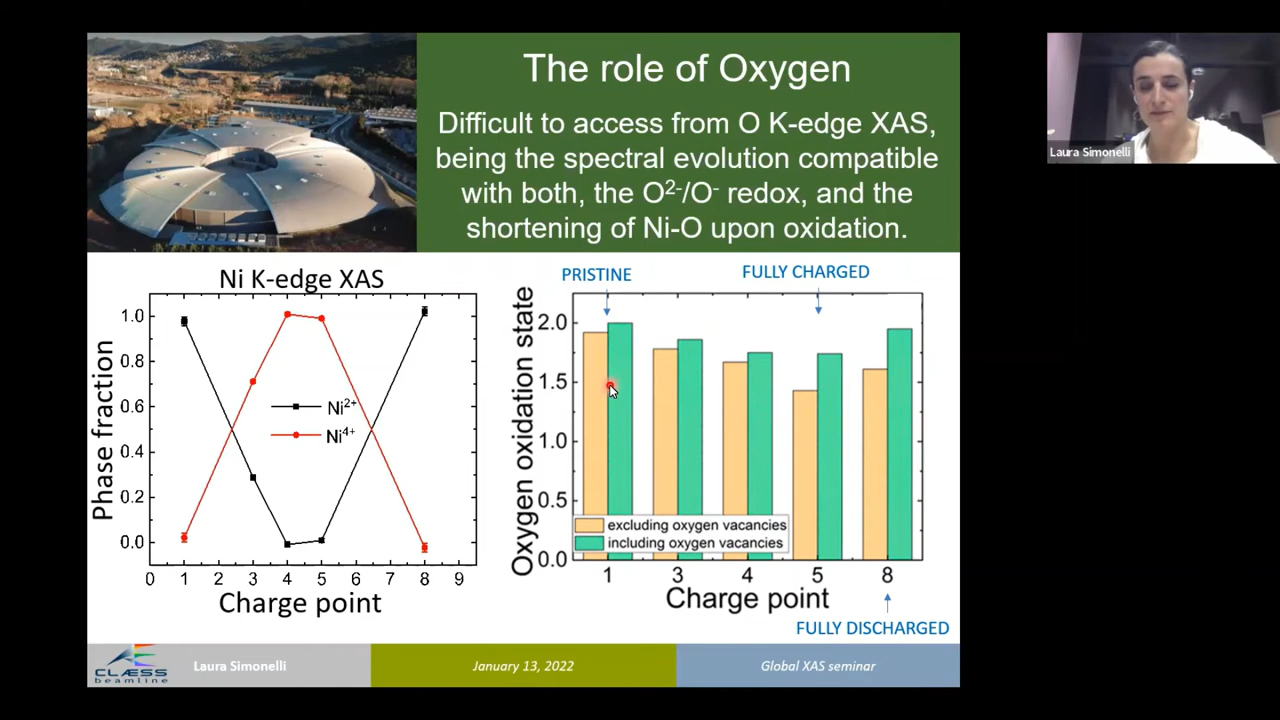 The role of Oxygen
Difficult to access from O K-edge XAS,
being the spectral evolution compatible
with both, the O²⁻/O⁻ redox, and the
shortening of Ni-O upon oxidation.
Laura Simonelli
Ni K-edge XAS
Phase fraction
1.0
0.8
0.6
0.4
0.2
0.0
Ni²⁺
Ni⁴⁺
0 1 2 3 4 5 6 7 8 9
Charge point
PRISTINE
FULLY CHARGED
Oxygen oxidation state
2.0
1.5
1.0
0.5
0.0
excluding oxygen vacancies
including oxygen vacancies
1 3 4 5 8
Charge point
FULLY DISCHARGED
CLÆSS
beamline
Laura Simonelli
January 13, 2022
Global XAS seminar